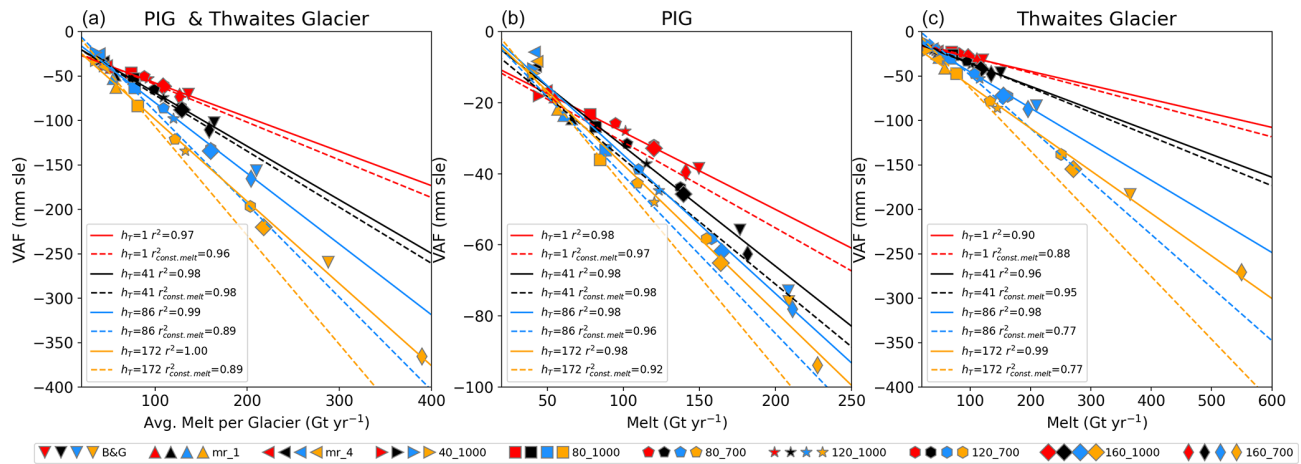 (a) PIG & Thwaites Glacier
0
−50
−100
−150
−200
−250
−300
−350
−400
VAF (mm sle)
100 200 300 400
Avg. Melt per Glacier (Gt yr⁻¹)
h_T=1 r²=0.97
h_T=1 r²_const.melt=0.96
h_T=41 r²=0.98
h_T=41 r²_const.melt=0.98
h_T=86 r²=0.99
h_T=86 r²_const.melt=0.89
h_T=172 r²=1.00
h_T=172 r²_const.melt=0.89
(b) PIG
0
−20
−40
−60
−80
−100
VAF (mm sle)
50 100 150 200 250
Melt (Gt yr⁻¹)
h_T=1 r²=0.98
h_T=1 r²_const.melt=0.97
h_T=41 r²=0.98
h_T=41 r²_const.melt=0.98
h_T=86 r²=0.98
h_T=86 r²_const.melt=0.96
h_T=172 r²=0.98
h_T=172 r²_const.melt=0.92
(c) Thwaites Glacier
0
−50
−100
−150
−200
−250
−300
−350
−400
VAF (mm sle)
100 200 300 400 500 600
Melt (Gt yr⁻¹)
h_T=1 r²=0.90
h_T=1 r²_const.melt=0.88
h_T=41 r²=0.96
h_T=41 r²_const.melt=0.95
h_T=86 r²=0.98
h_T=86 r²_const.melt=0.77
h_T=172 r²=0.99
h_T=172 r²_const.melt=0.77
B&G mr_1 mr_4 40_1000 80_1000 80_700 120_1000 120_700 160_1000 160_700